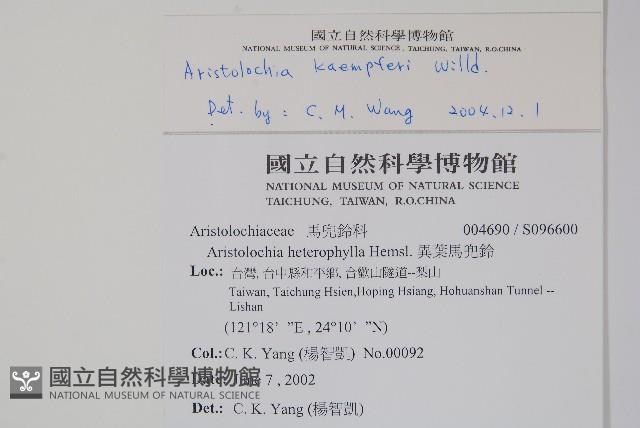 國立自然科學博物館
NATIONAL MUSEUM OF NATURAL SCIENCE, TAICHUNG, TAIWAN, R.O.CHINA
Aristolochia kaempferi Willd.
Det. by : C. M. Wang 2004.12.1
國立自然科學博物館
NATIONAL MUSEUM OF NATURAL SCIENCE
TAICHUNG, TAIWAN, R.O.CHINA
Aristolochiaceae 馬兜鈴科 004690 / S096600
Aristolochia heterophylla Hemsl. 異葉馬兜鈴
Loc.: 台灣, 台中縣和平鄉, 合歡山隧道--梨山
Taiwan, Taichung Hsien,Hoping Hsiang, Hohuanshan Tunnel --
Lishan
(121°18' ”E , 24°10' ”N)
Col.: C. K. Yang (楊智凱) No.00092
7 , 2002
Det.: C. K. Yang (楊智凱)
國立自然科學博物館
NATIONAL MUSEUM OF NATURAL SCIENCE